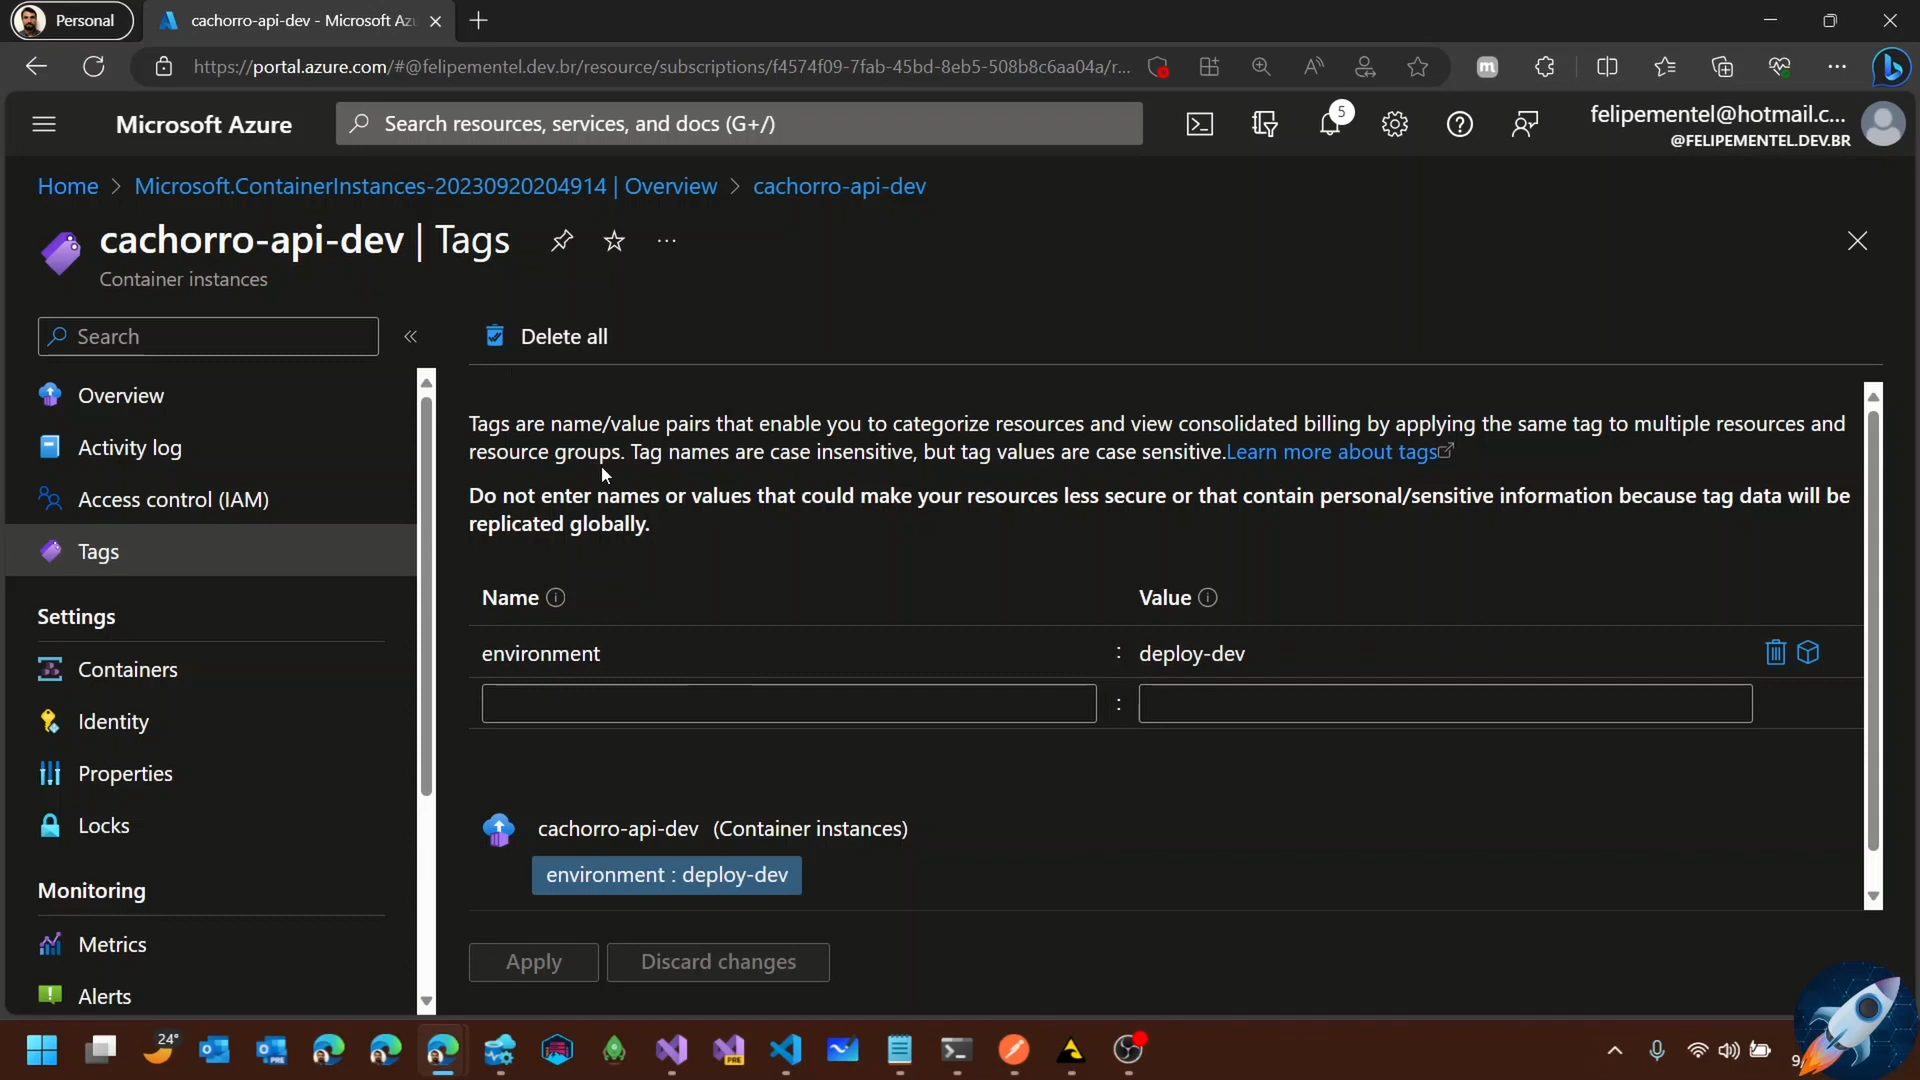 Personal
cachorro-api-dev - Microsoft Az
https://portal.azure.com/#@felipementel.dev.br/resource/subscriptions/f4574f09-7fab-45bd-8eb5-508b8c6aa04a/r...
Microsoft Azure
Search resources, services, and docs (G+/)
5
felipementel@hotmail.c...
@FELIPEMENTEL.DEV.BR
Home > Microsoft.ContainerInstances-20230920204914 | Overview > cachorro-api-dev
cachorro-api-dev | Tags
Container instances
Search
Delete all
Overview
Activity log
Access control (IAM)
Tags
Settings
Containers
Identity
Properties
Locks
Monitoring
Metrics
Alerts
Tags are name/value pairs that enable you to categorize resources and view consolidated billing by applying the same tag to multiple resources and
resource groups. Tag names are case insensitive, but tag values are case sensitive.Learn more about tags
Do not enter names or values that could make your resources less secure or that contain personal/sensitive information because tag data will be
replicated globally.
Name
Value
environment : deploy-dev
:
cachorro-api-dev (Container instances)
environment : deploy-dev
Apply
Discard changes
24°
PRE
PRE